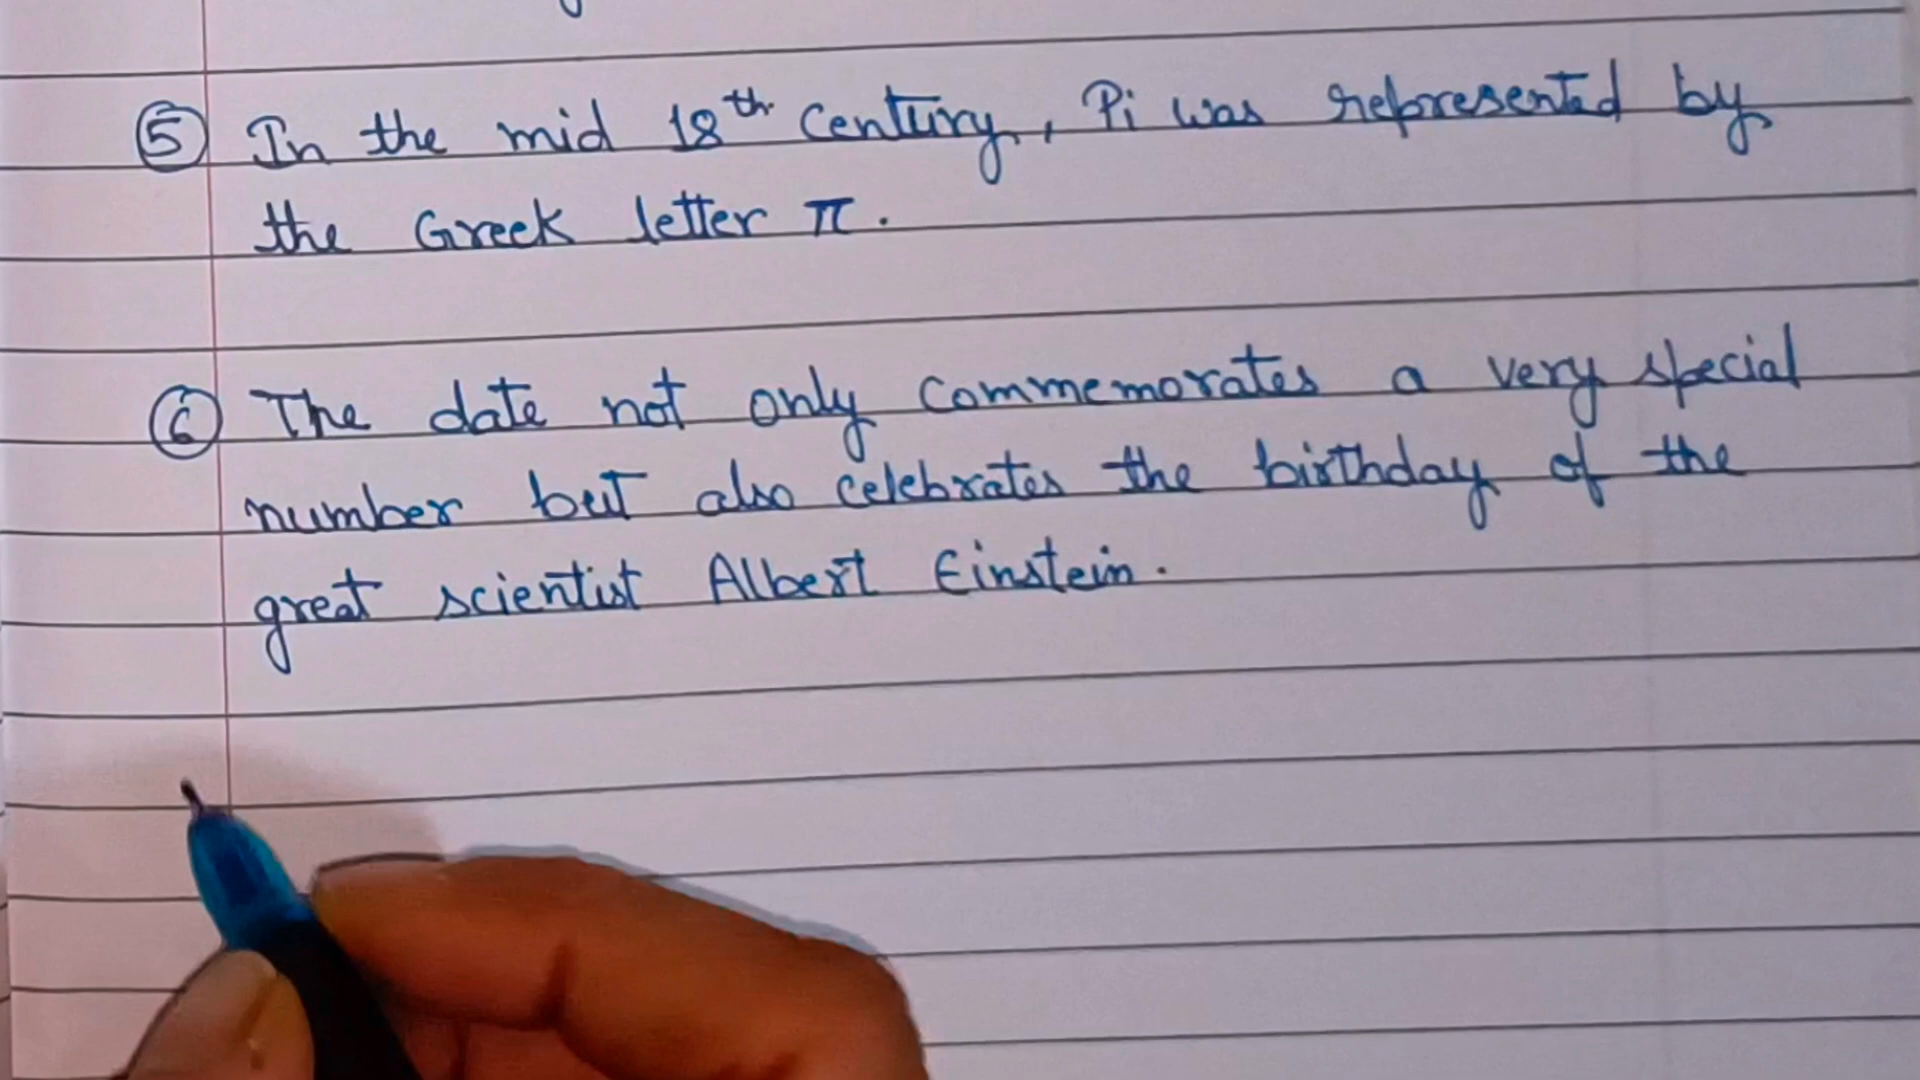 5 In the mid 18th century, Pi was represented by
the Greek letter π.
6 The date not only commemorates a very special
number but also celebrates the birthday of the
great scientist Albert Einstein.